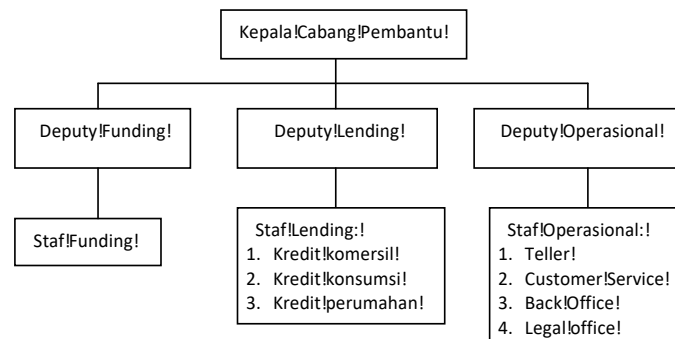 Kepala!Cabang!Pembantu!
Deputy!Funding!
Deputy!Lending!
Deputy!Operasional!
Staf!Funding!
Staf!Lending:!
1. Kredit!komersil!
2. Kredit!konsumsi!
3. Kredit!perumahan!
Staf!Operasional:!
1. Teller!
2. Customer!Service!
3. Back!Office!
4. Legal!office!